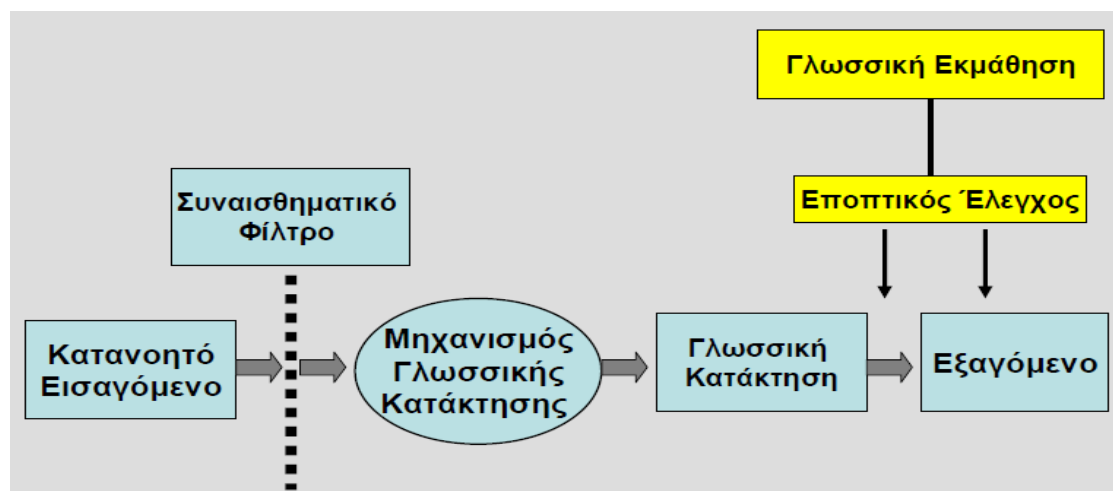 Γλωσσική Εκμάθηση
Εποπτικός Έλεγχος
Συναισθηματικό
Φίλτρο
Κατανοητό
Εισαγόμενο
Μηχανισμός
Γλωσσικής
Κατάκτησης
Γλωσσική
Κατάκτηση
Εξαγόμενο